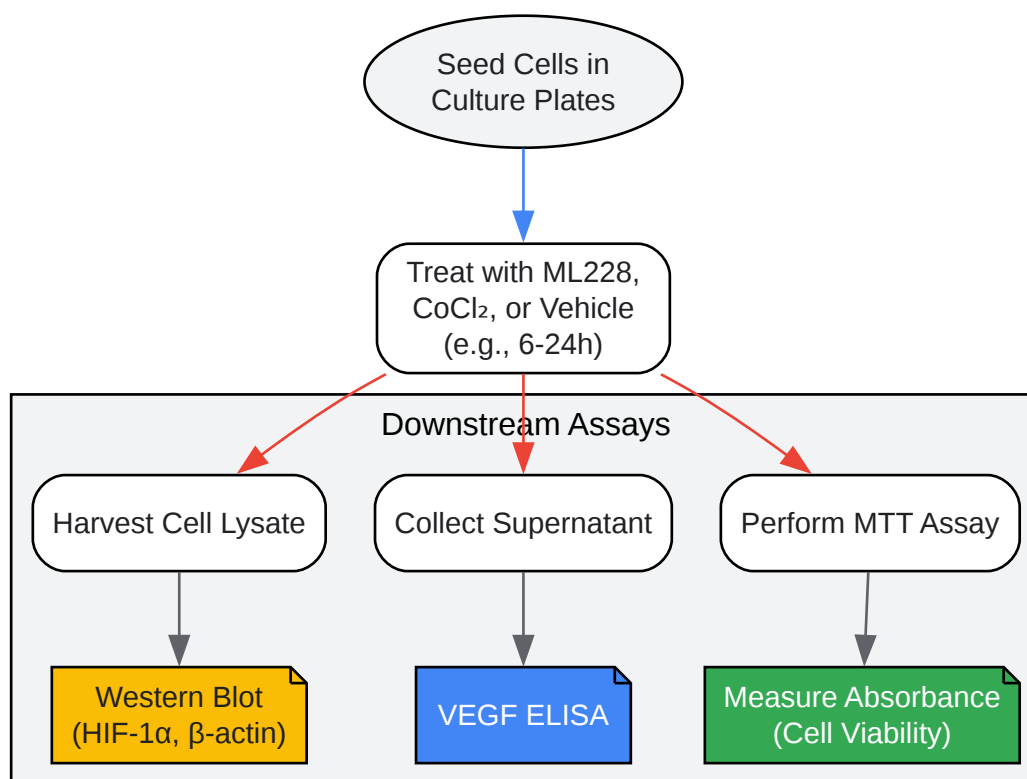 Seed Cells in
Culture Plates
Treat with ML228,
CoCl₂, or Vehicle
(e.g., 6-24h)
Downstream Assays
Harvest Cell Lysate
Collect Supernatant
Perform MTT Assay
Western Blot
(HIF-1α, β-actin)
VEGF ELISA
Measure Absorbance
(Cell Viability)